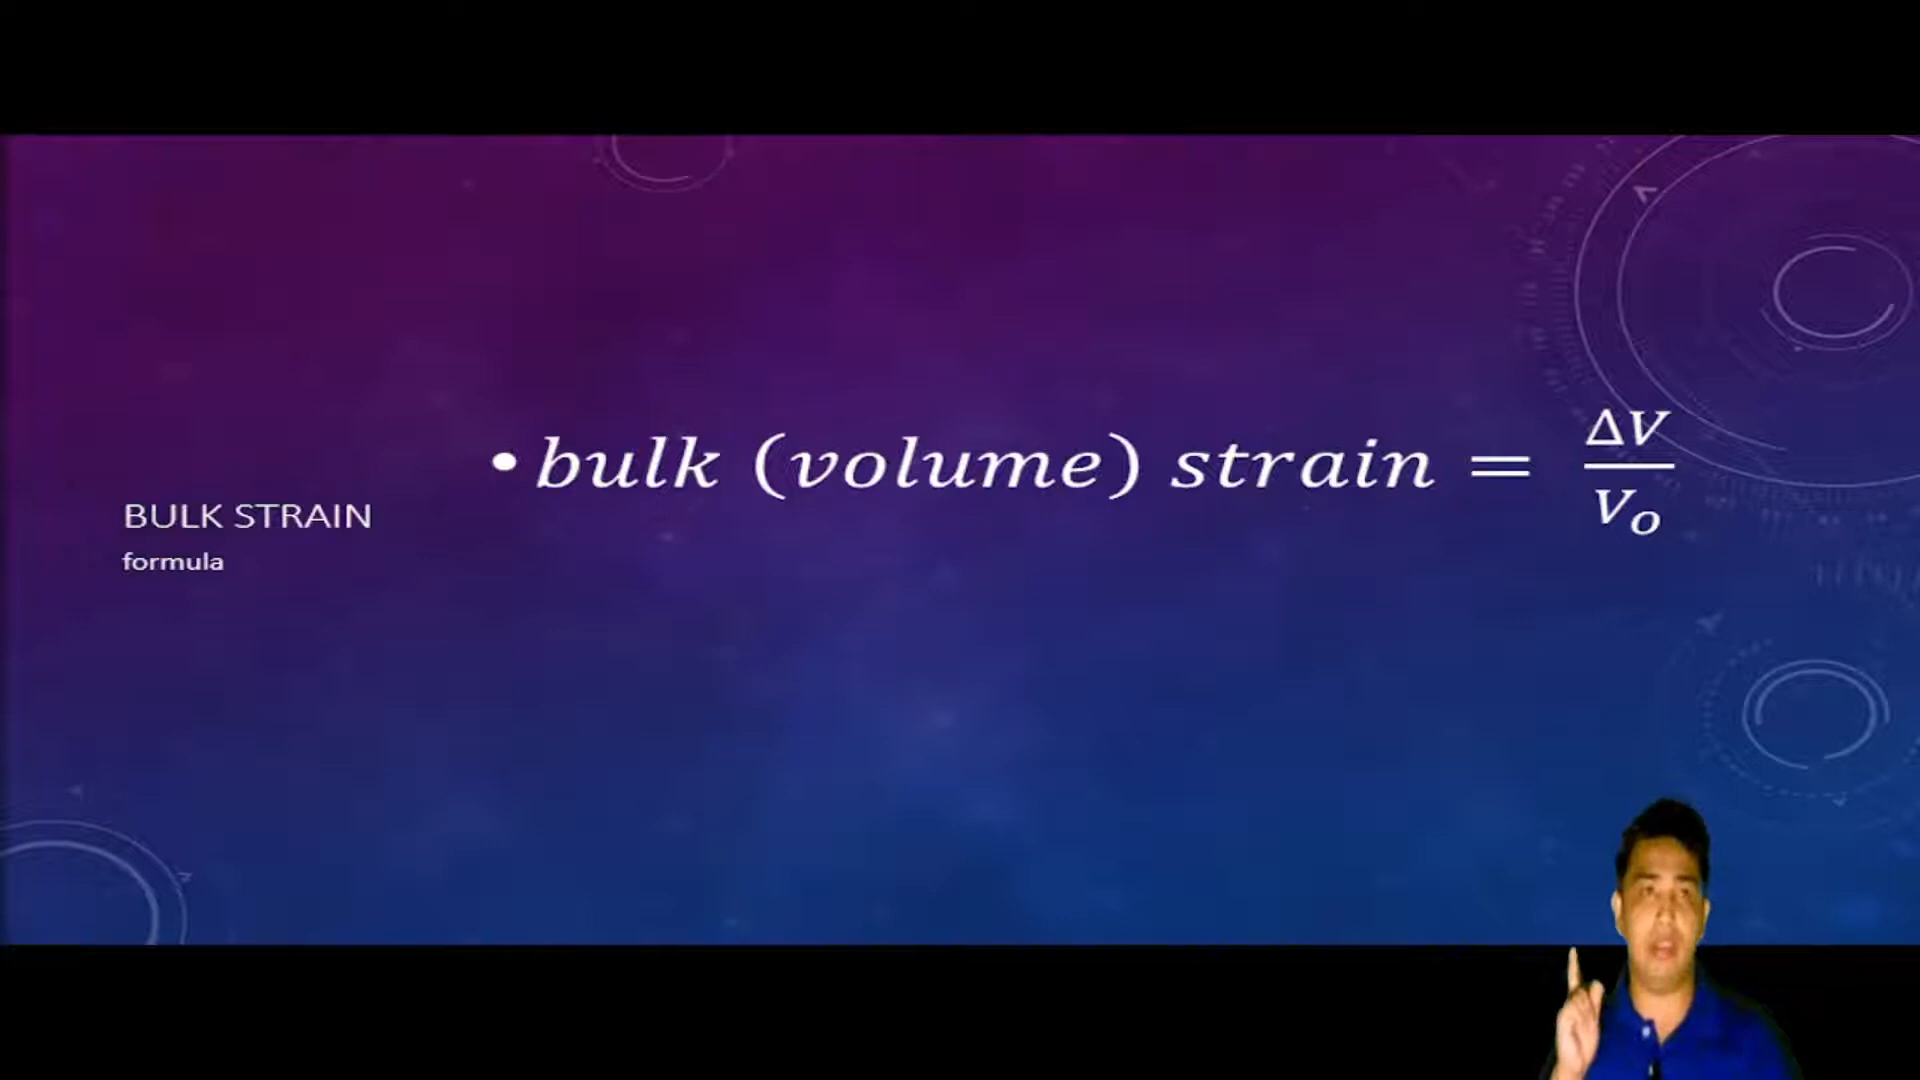 • bulk (volume) strain = ΔV/Vo
BULK STRAIN
formula